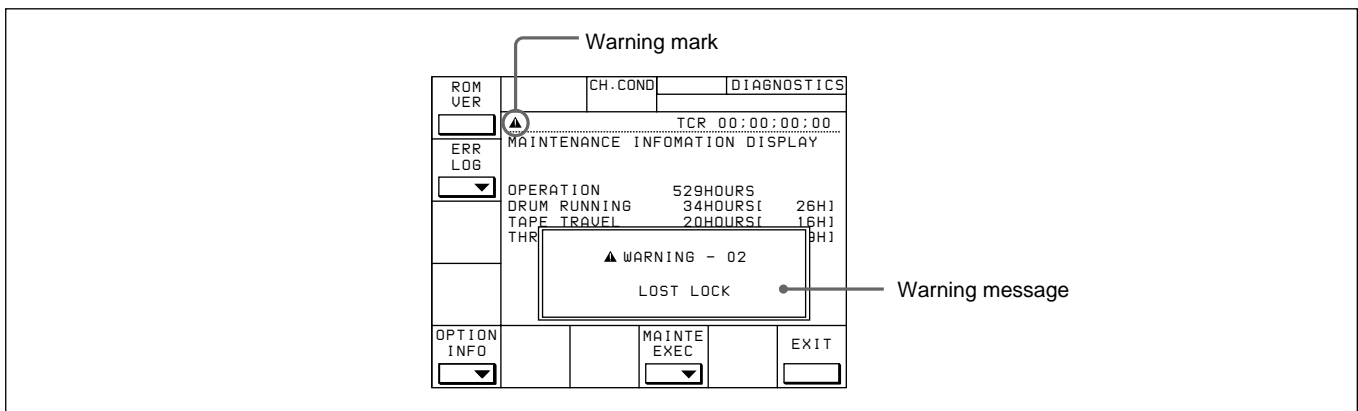 Warning mark
ROM
VER
CH.COND
DIAGNOSTICS
TCR 00;00;00;00
ERR
LOG
MAINTENANCE INFOMATION DISPLAY
OPERATION 529HOURS
DRUM RUNNING 34HOURS[ 26H]
TAPE TRAVEL 20HOURS[ 16H]
THR
H]
WARNING - 02
LOST LOCK
Warning message
OPTION
INFO
MAINTE
EXEC
EXIT